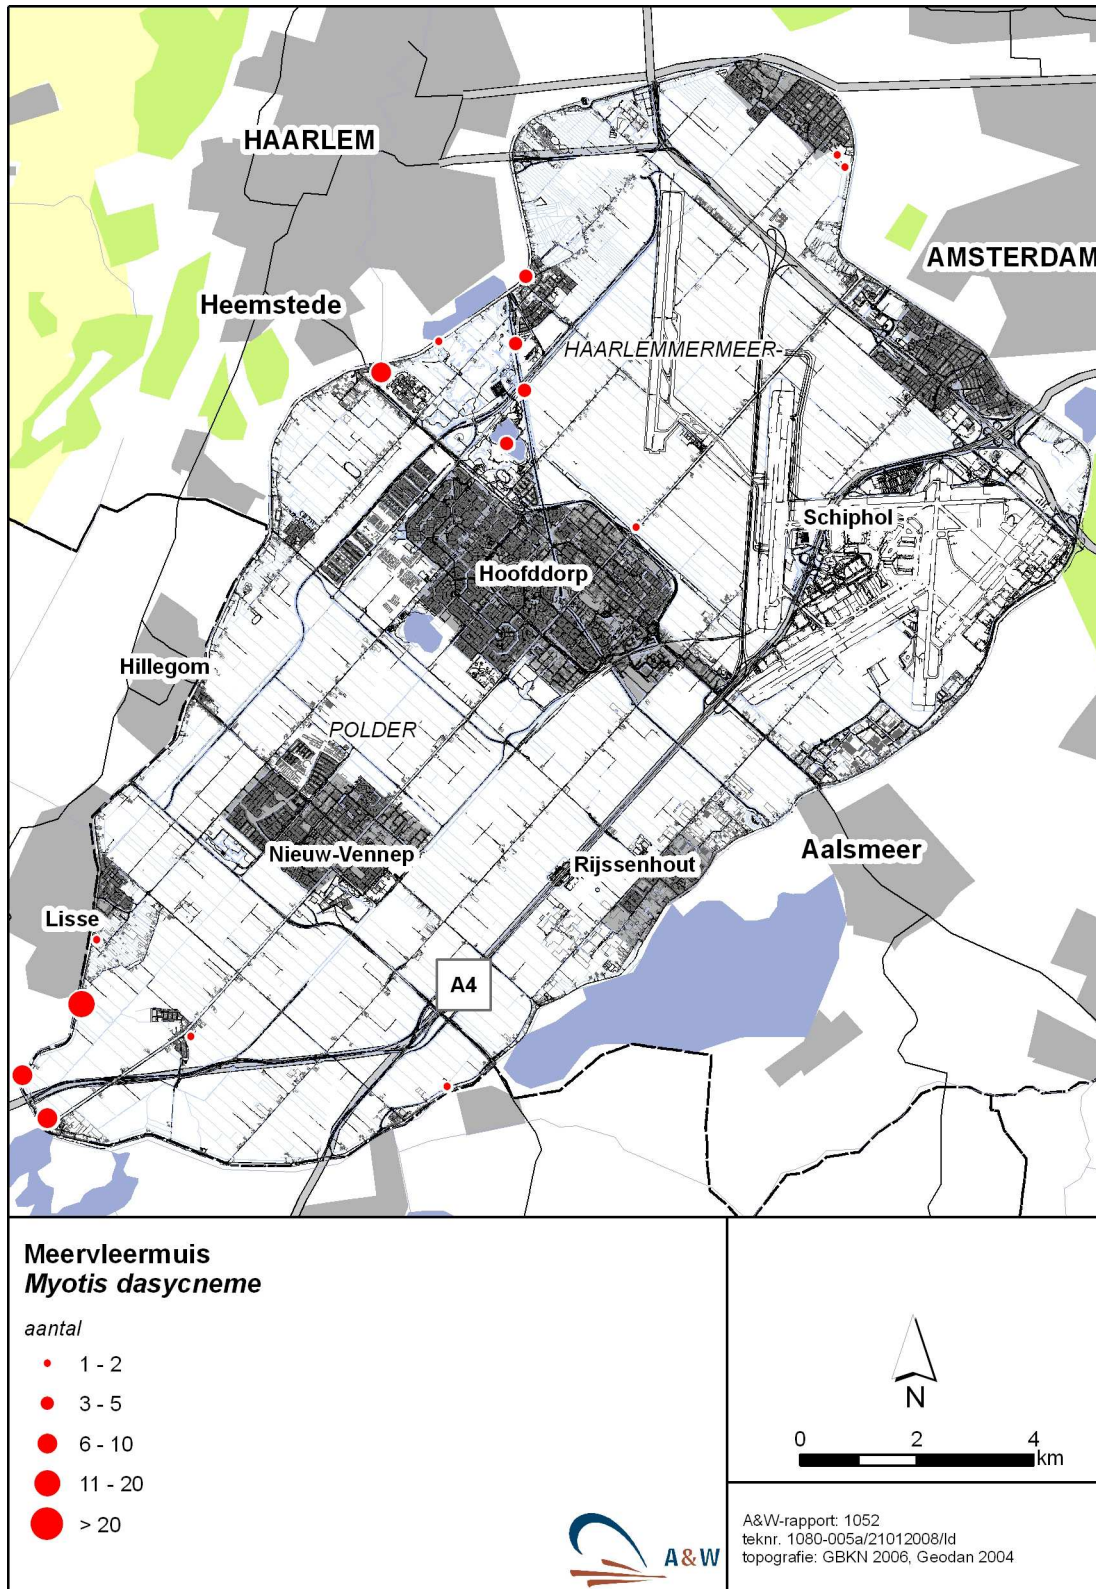 HAARLEM
AMSTERDAM
Heemstede
HAARLEMMERMEER-
Schiphol
Hoofddorp
Hillegom
POLDER
Nieuw-Vennep
Rijssenhout
Aalsmeer
Lisse
A4
Meervleermuis
Myotis dasycneme
aantal
1 - 2
3 - 5
6 - 10
11 - 20
> 20
A&W
N
0 2 4
km
A&W-rapport: 1052
teknr. 1080-005a/21012008/ld
topografie: GBKN 2006, Geodan 2004